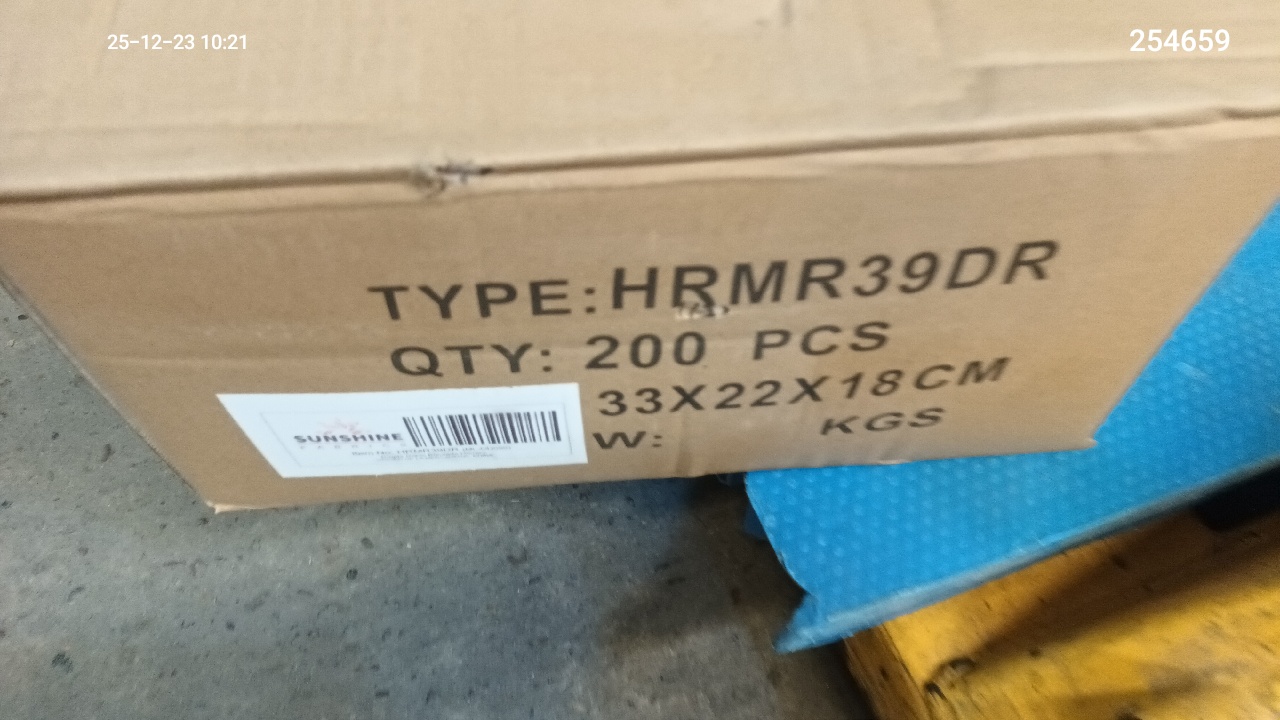 25-12-23 10:21
254659
TYPE:HRMR39DR
QTY: 200 PCS
33X22X18CM
W: KGS
SUNSHINE